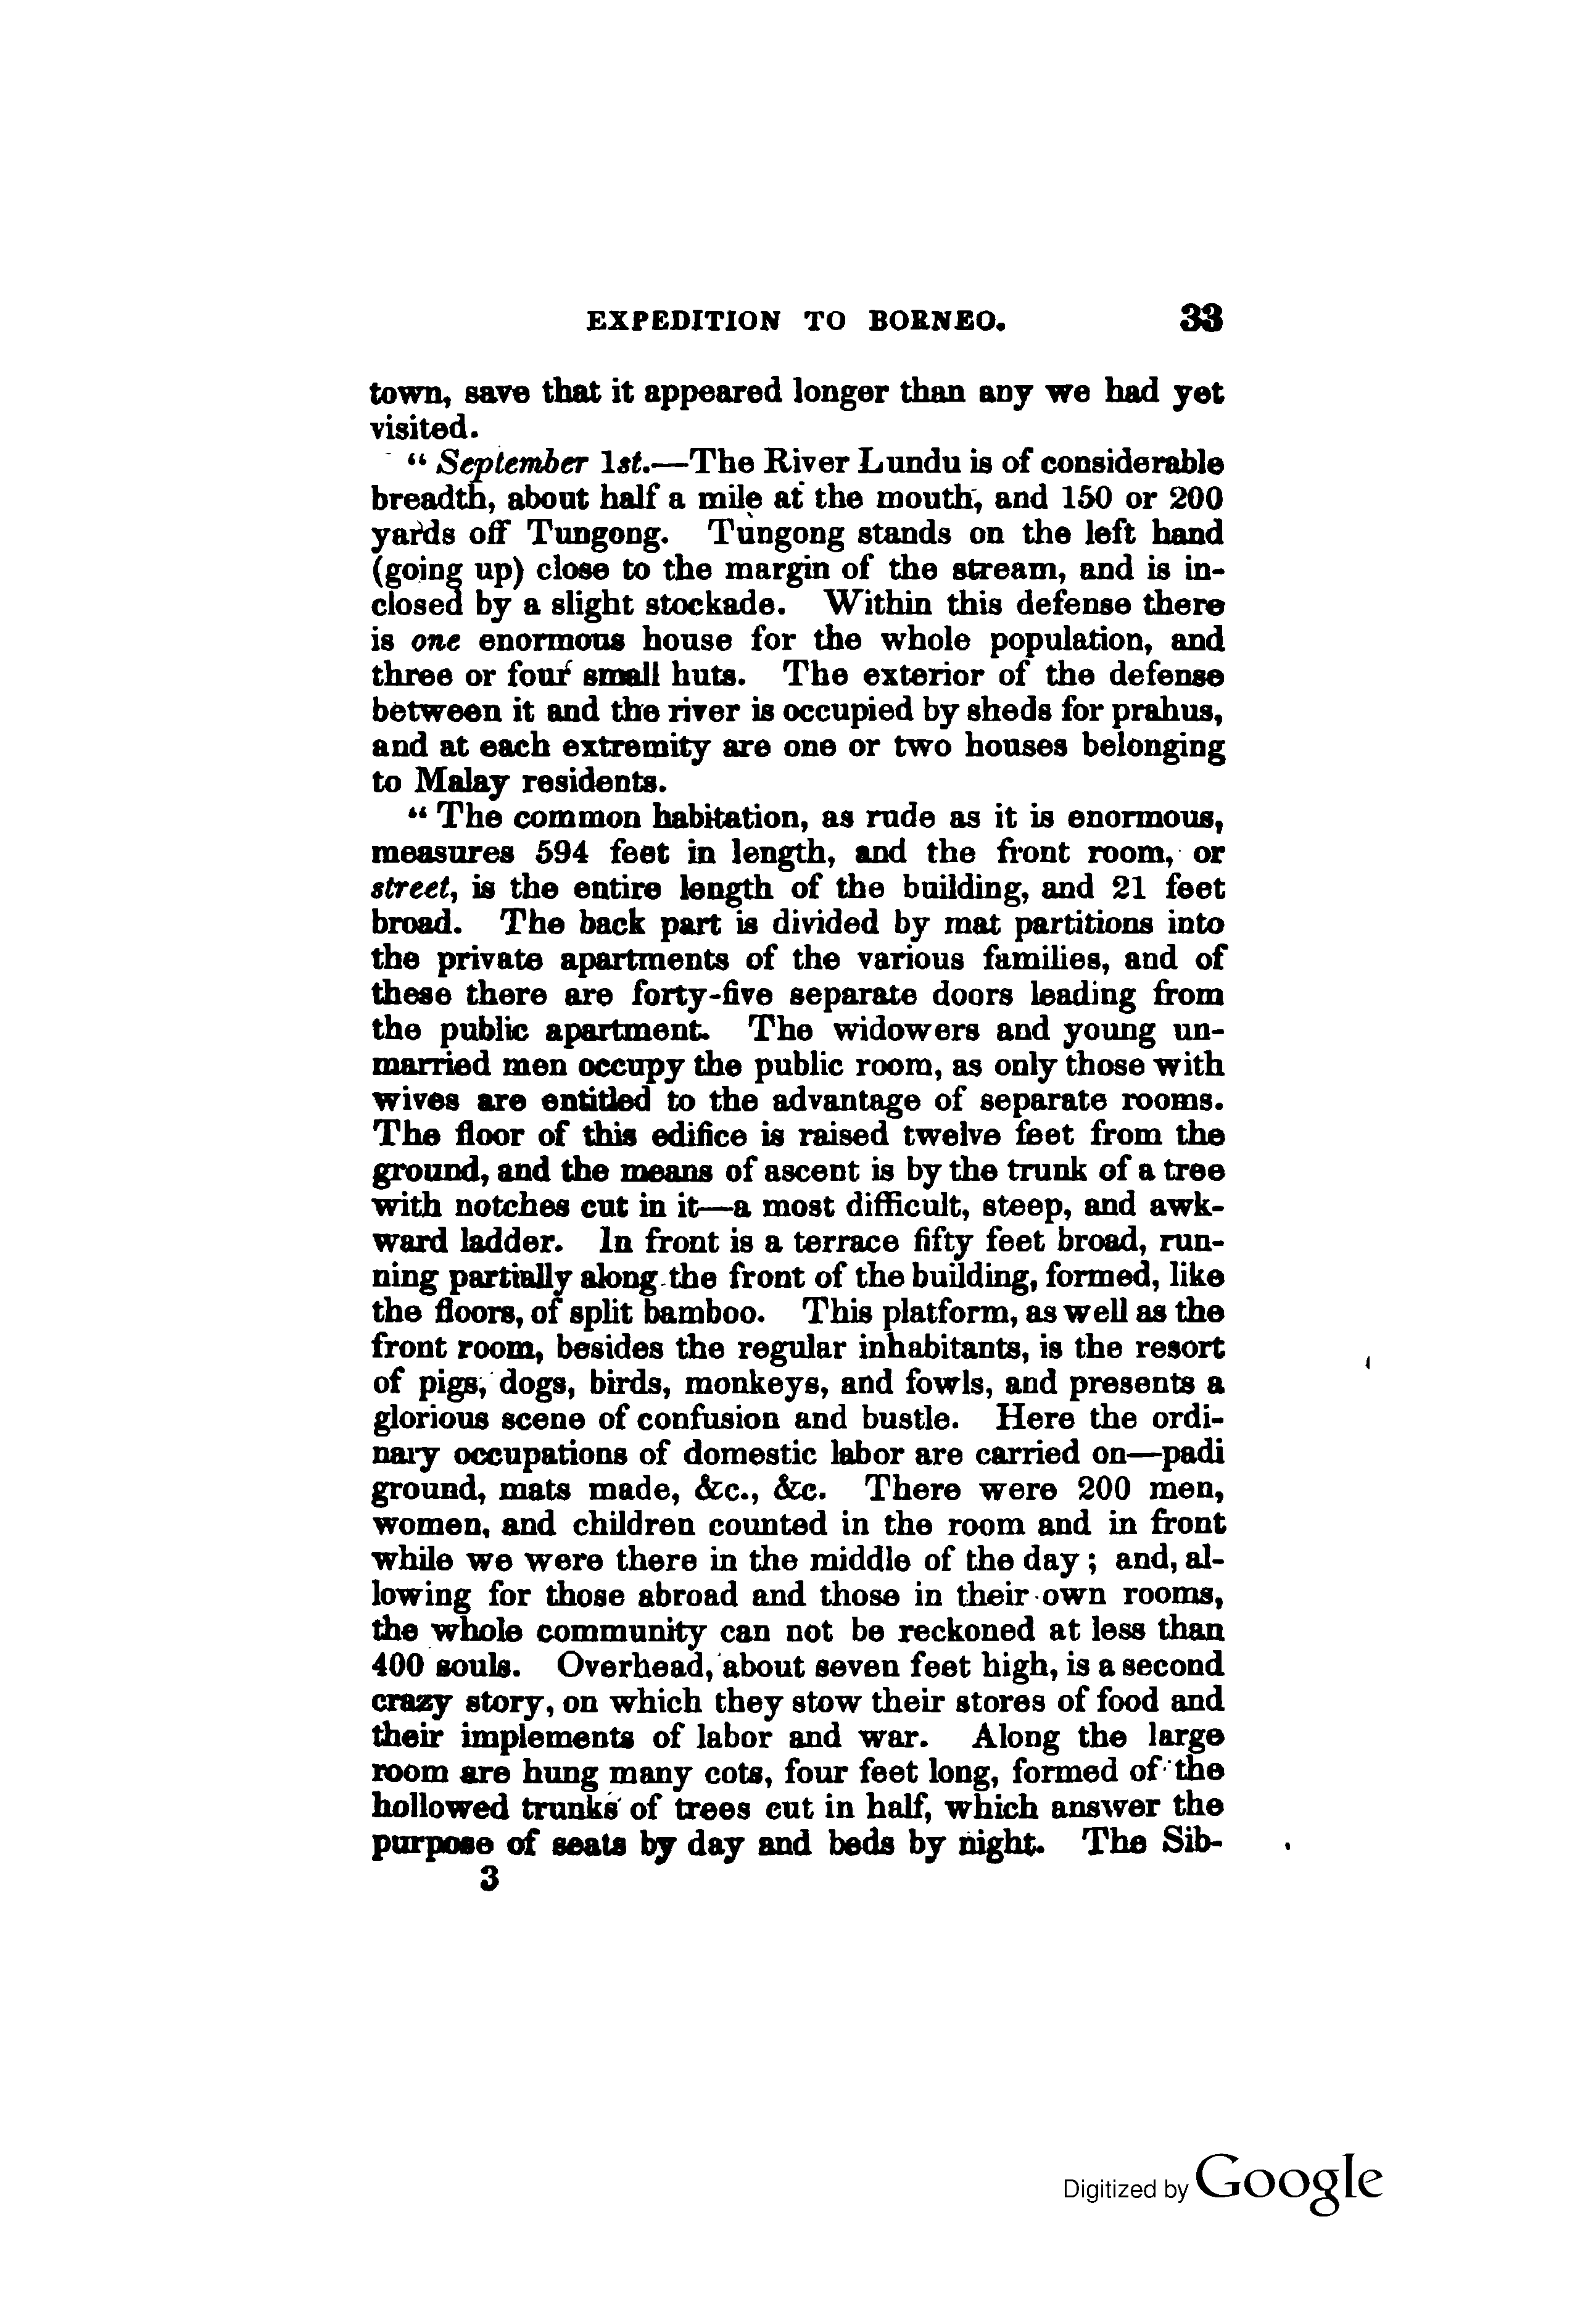 EXPEDITION TO BORNEO. 33
town, save that it appeared longer than any we had yet
visited.
“ September 1st.—The River Lundu is of considerable
breadth, about half a mile at the mouth, and 150 or 200
yards off Tungong. Tungong stands on the left hand
(going up) close to the margin of the stream, and is in-
closed by a slight stockade. Within this defense there
is one enormous house for the whole population, and
three or four small huts. The exterior of the defense
between it and the river is occupied by sheds for prahus,
and at each extremity are one or two houses belonging
to Malay residents.
“ The common habitation, as rude as it is enormous,
measures 594 feet in length, and the front room, or
street, is the entire length of the building, and 21 feet
broad. The back part is divided by mat partitions into
the private apartments of the various families, and of
these there are forty-five separate doors leading from
the public apartment. The widowers and young un-
married men occupy the public room, as only those with
wives are entitled to the advantage of separate rooms.
The floor of this edifice is raised twelve feet from the
ground, and the means of ascent is by the trunk of a tree
with notches cut in it—a most difficult, steep, and awk-
ward ladder. In front is a terrace fifty feet broad, run-
ning partially along the front of the building, formed, like
the floors, of split bamboo. This platform, as well as the
front room, besides the regular inhabitants, is the resort
of pigs, dogs, birds, monkeys, and fowls, and presents a
glorious scene of confusion and bustle. Here the ordi-
nary occupations of domestic labor are carried on—padi
ground, mats made, &c., &c. There were 200 men,
women, and children counted in the room and in front
while we were there in the middle of the day ; and, al-
lowing for those abroad and those in their own rooms,
the whole community can not be reckoned at less than
400 souls. Overhead, about seven feet high, is a second
crazy story, on which they stow their stores of food and
their implements of labor and war. Along the large
room are hung many cots, four feet long, formed of the
hollowed trunks of trees cut in half, which answer the
purpose of seats by day and beds by night. The Sib-
3
Digitized by Google